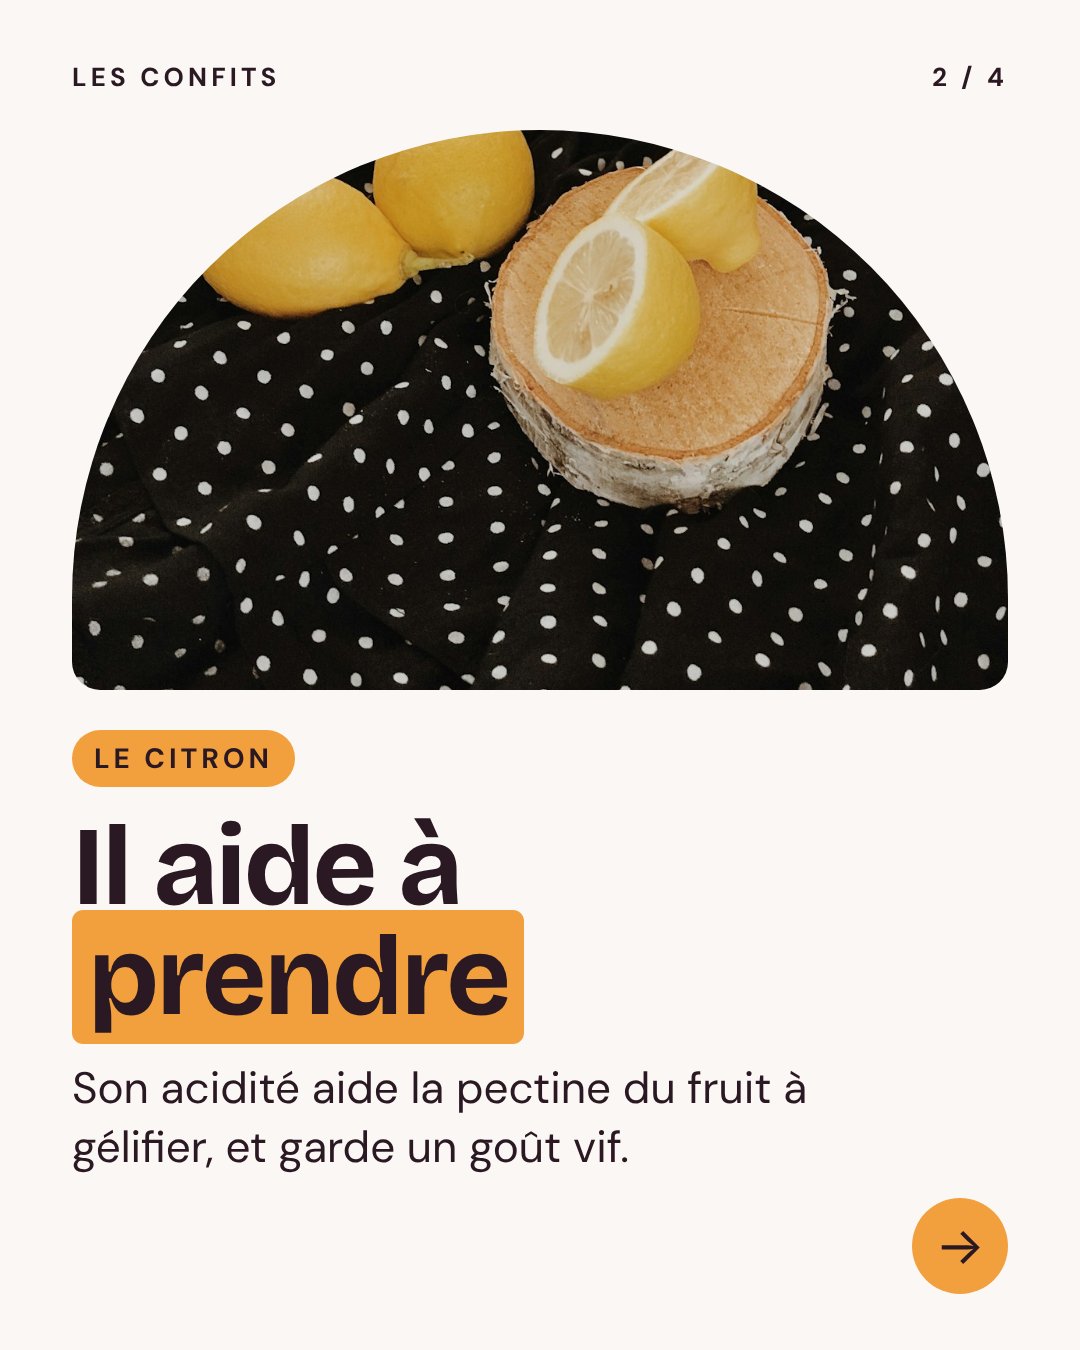 LES CONFITS
2 / 4
LE CITRON
Il aide à
prendre
Son acidité aide la pectine du fruit à
gélifier, et garde un goût vif.